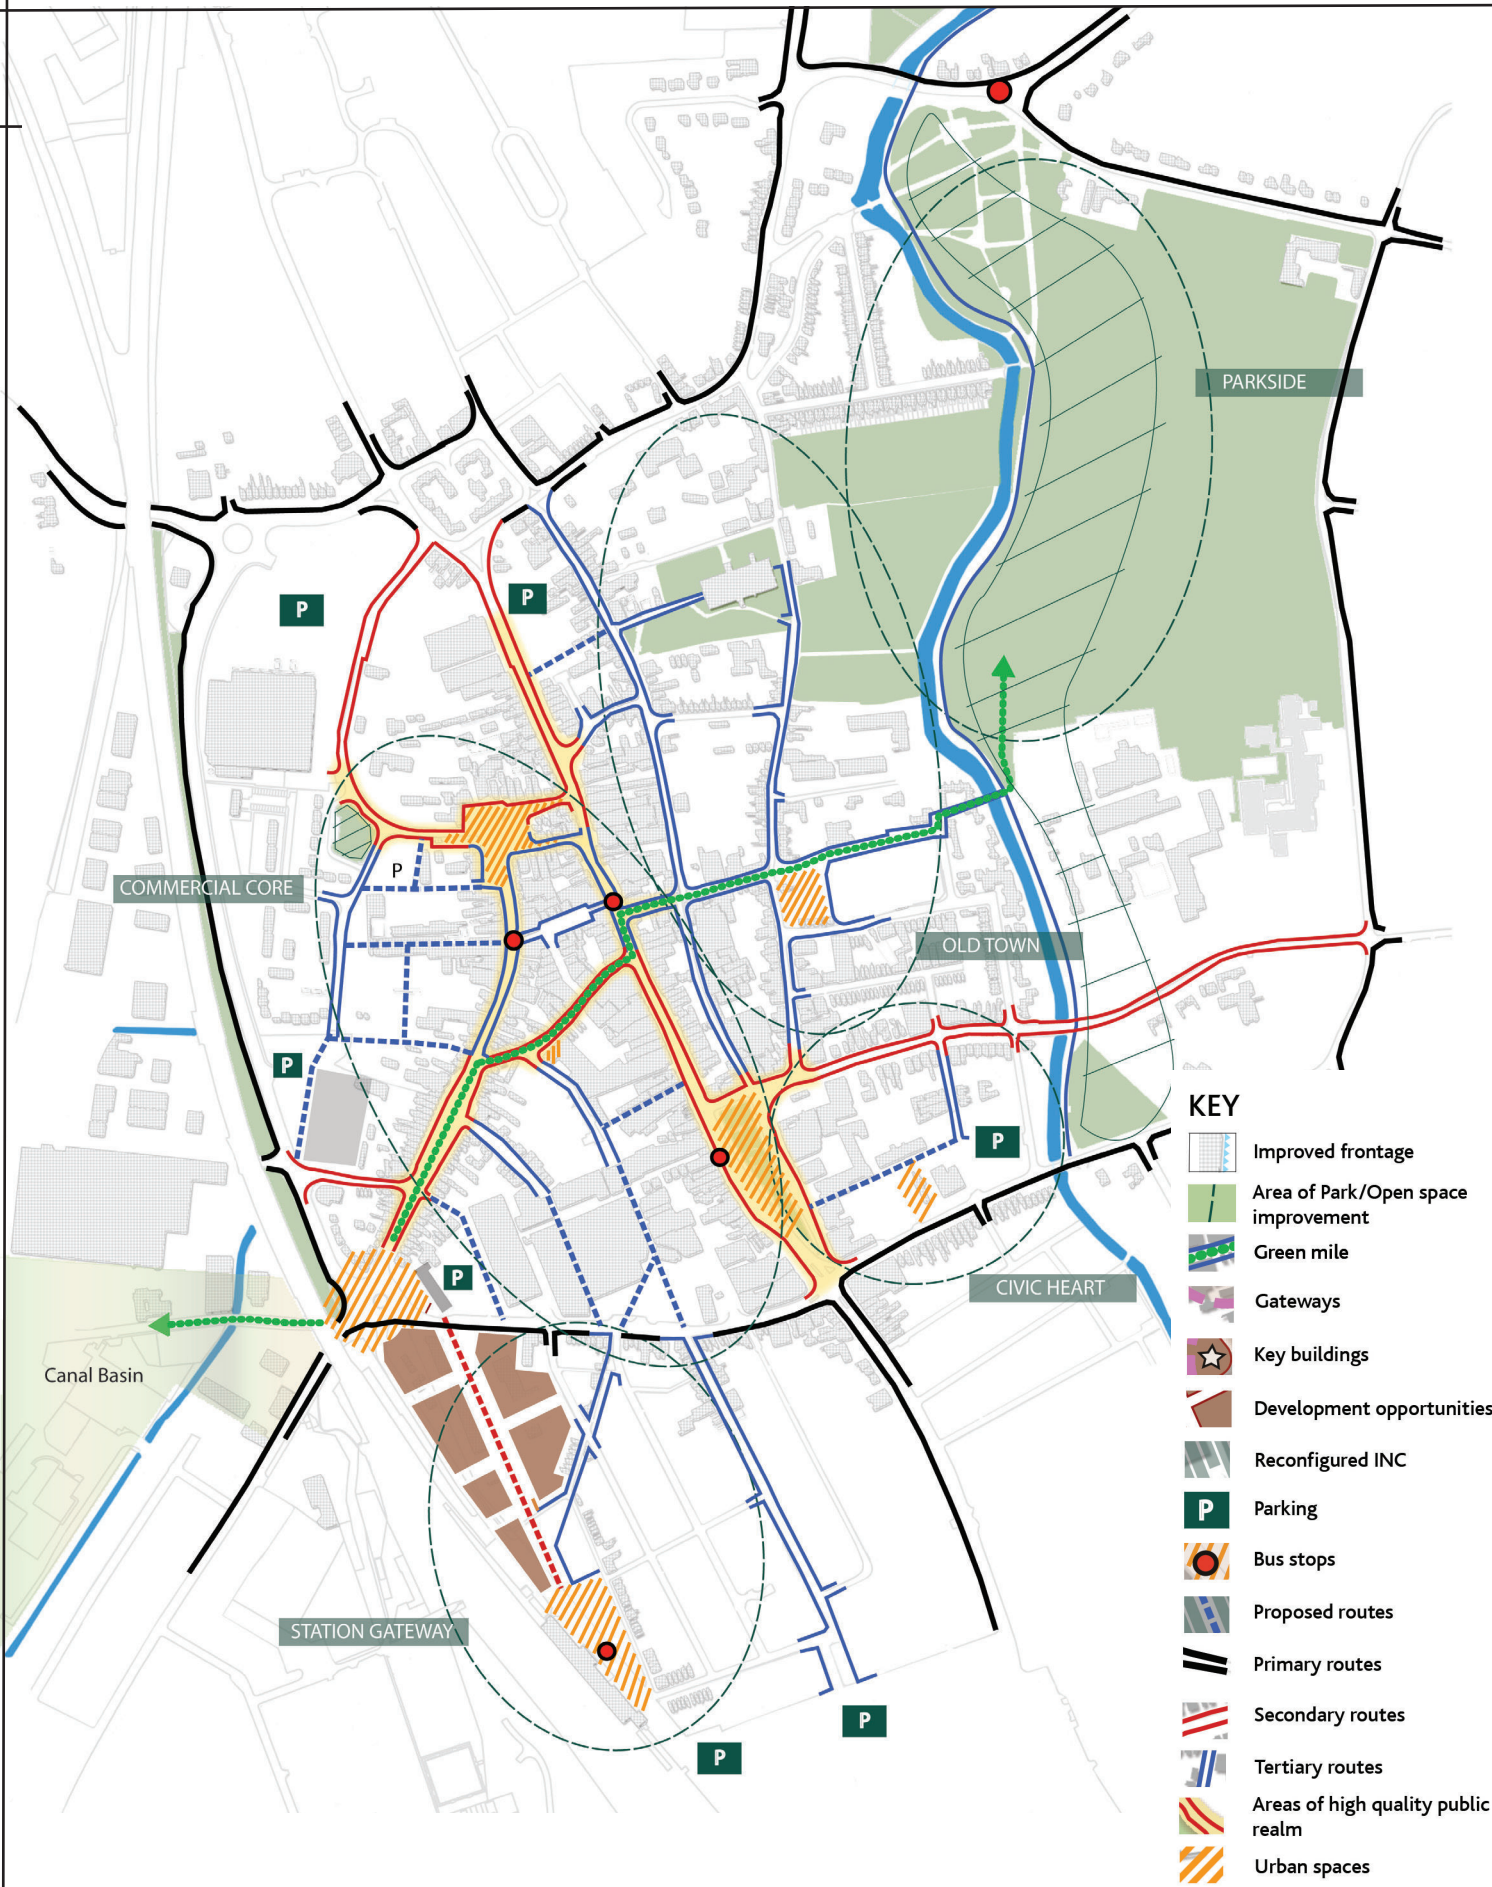 PARKSIDE
P
P
P
COMMERCIAL CORE
OLD TOWN
P
P
P
CIVIC HEART
Canal Basin
STATION GATEWAY
P
P
KEY
Improved frontage
Area of Park/Open space
improvement
Green mile
Gateways
Key buildings
Development opportunities
Reconfigured INC
P Parking
Bus stops
Proposed routes
Primary routes
Secondary routes
Tertiary routes
Areas of high quality public
realm
Urban spaces